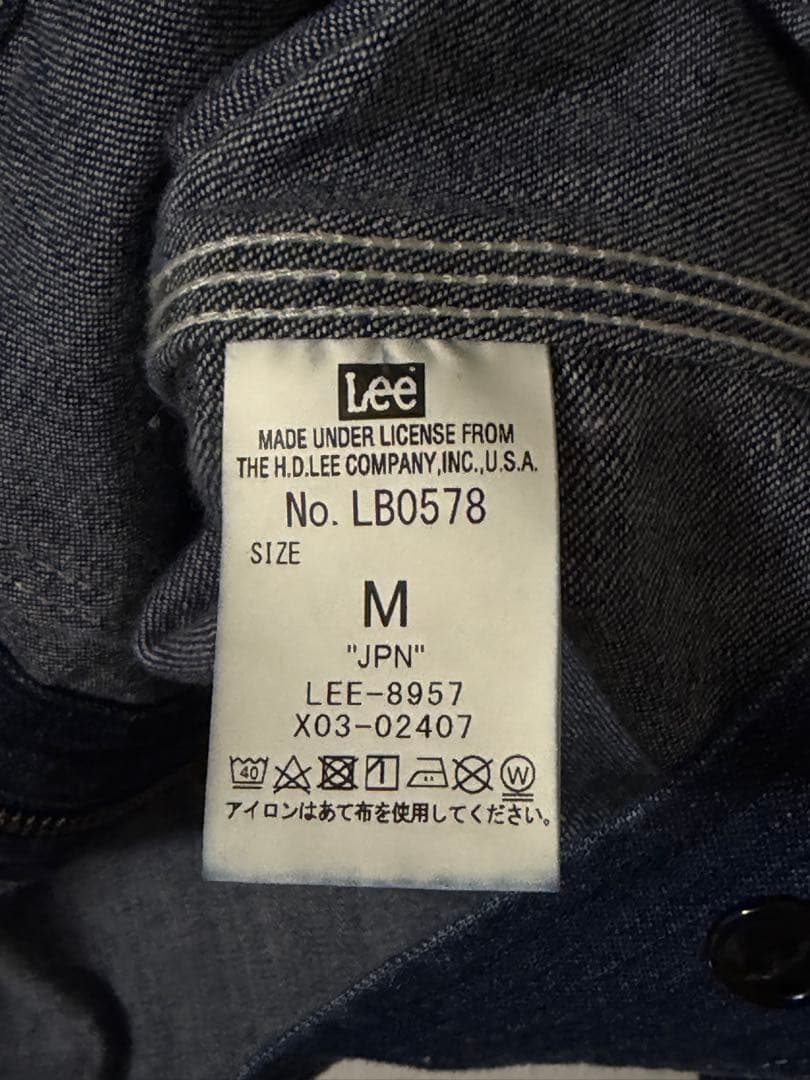 Lee
MADE UNDER LICENSE FROM
THE H.D.LEE COMPANY,INC.,U.S.A.
No. LB0578
SIZE
M
"JPN"
LEE-8957
X03-02407
40 W
アイロンはあて布を使用してください。